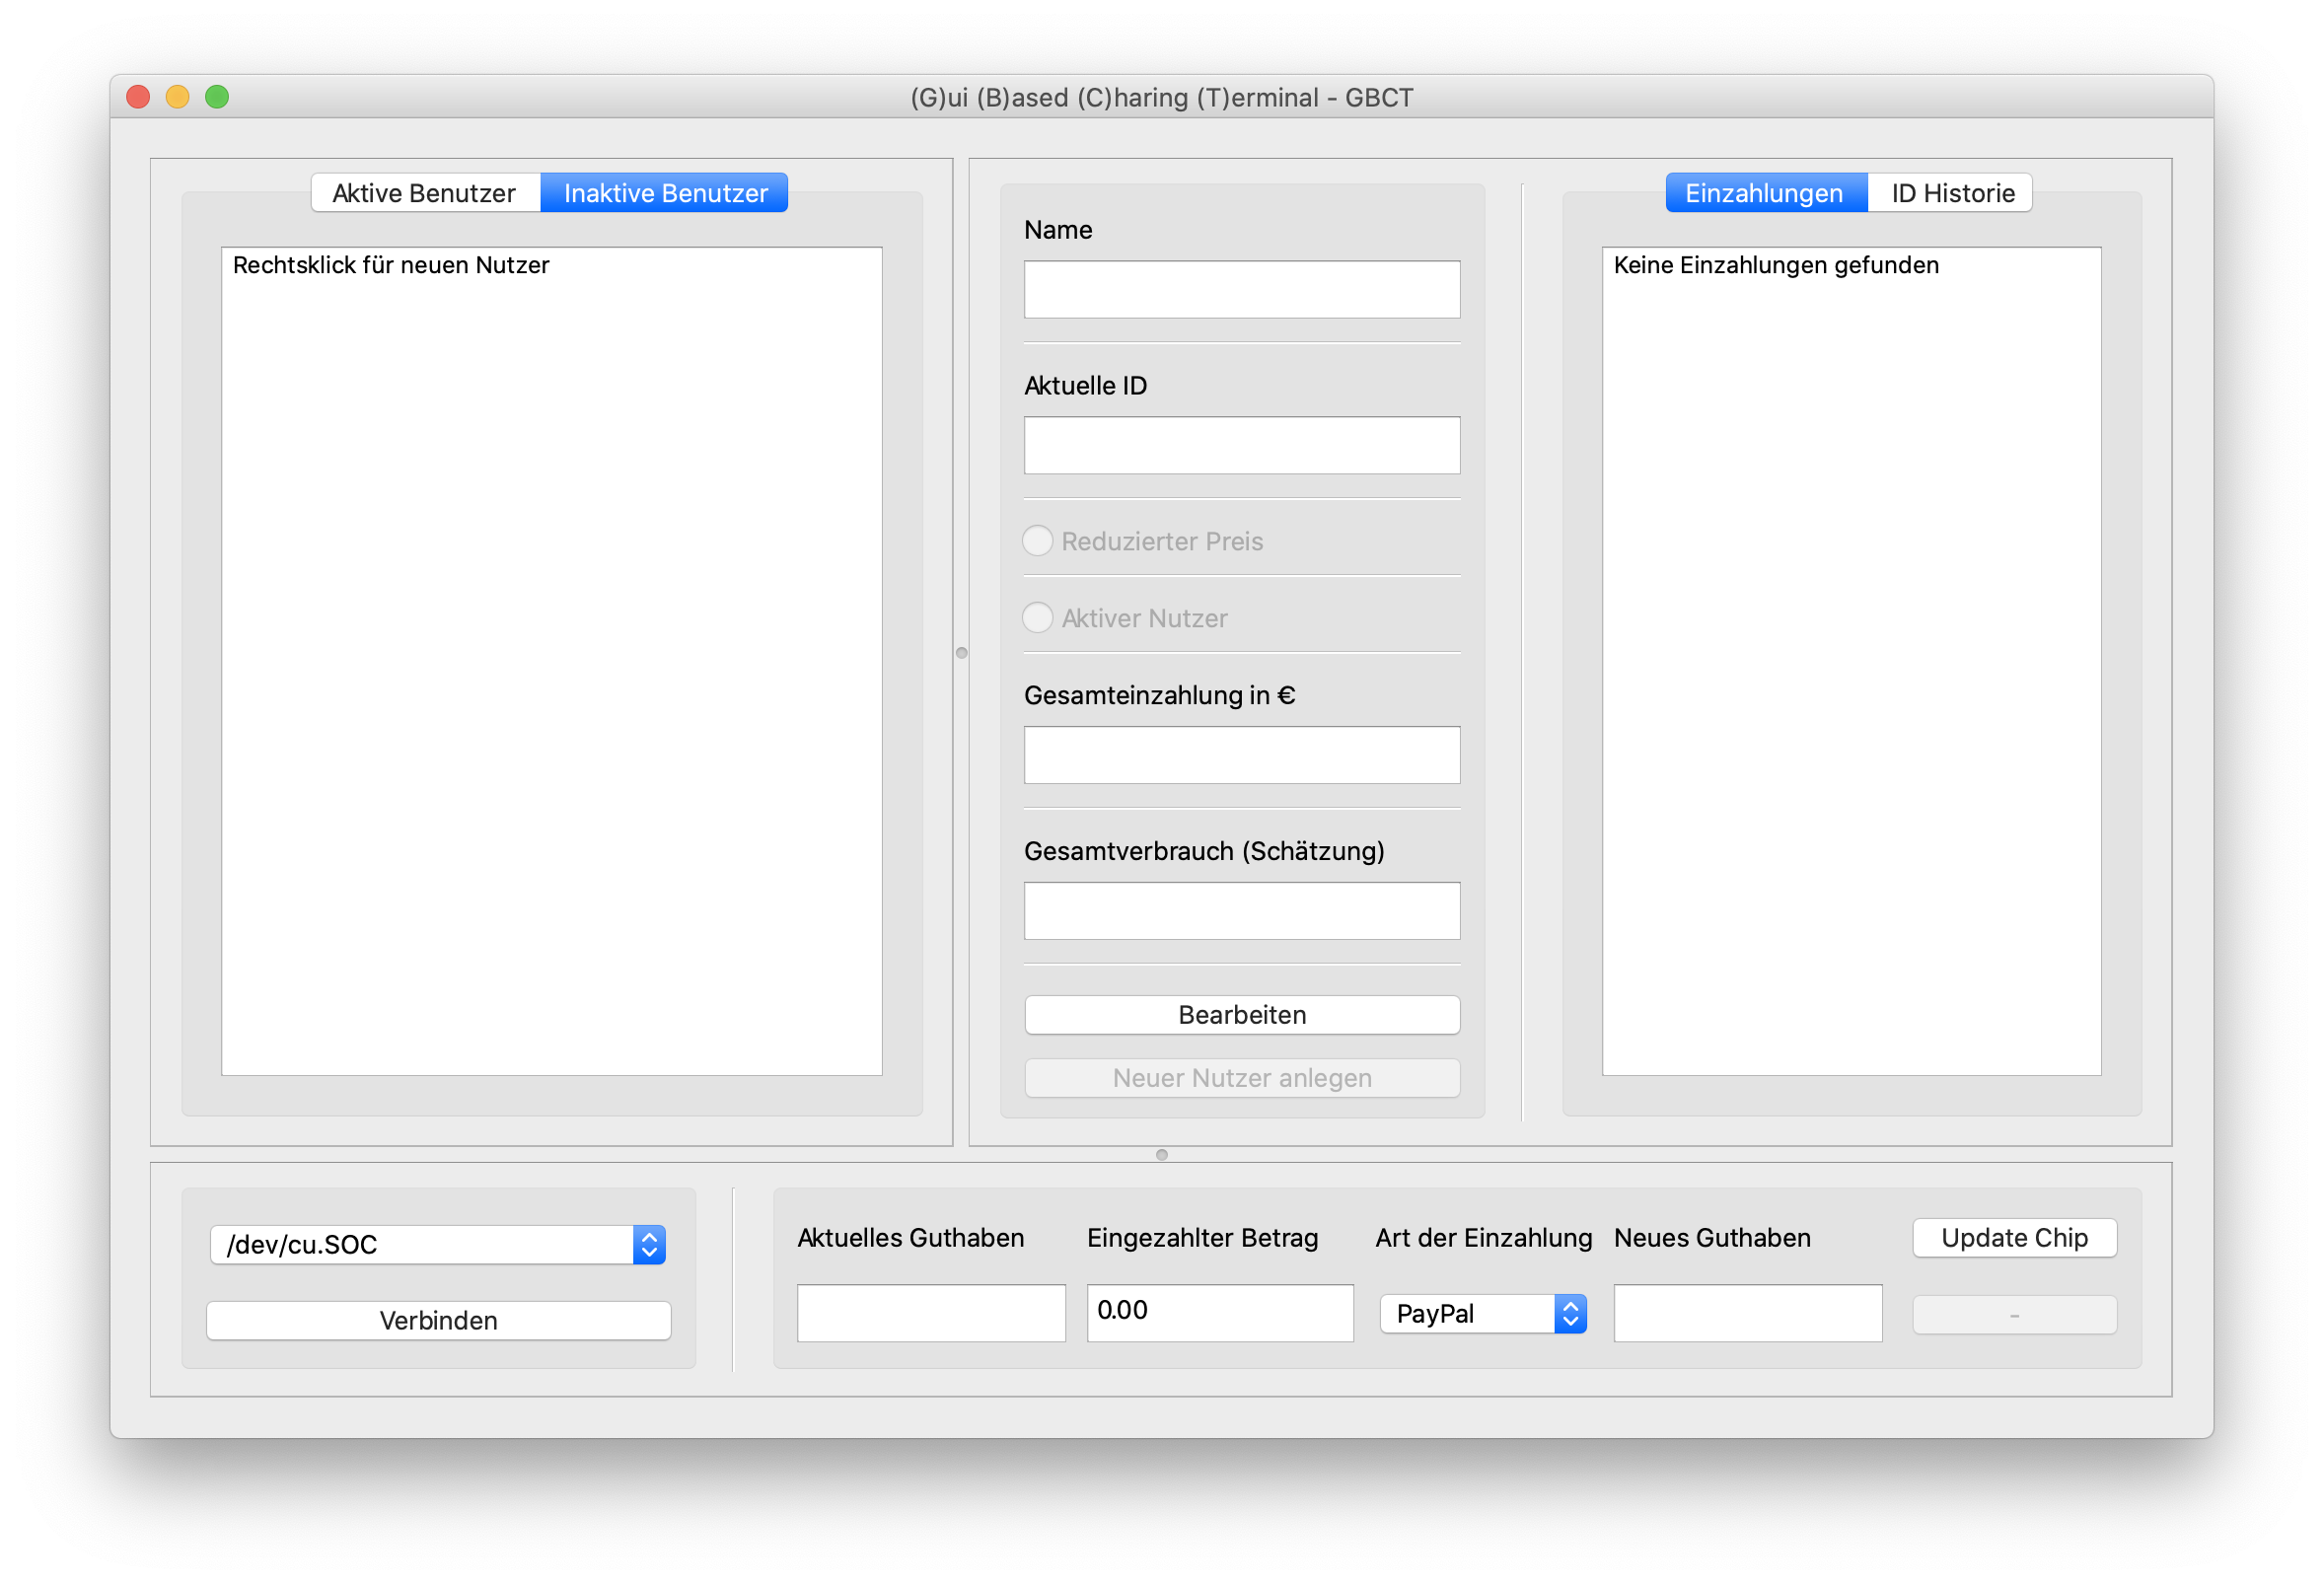 (G)ui (B)ased (C)haring (T)erminal - GBCT
Aktive Benutzer
Inaktive Benutzer
Rechtsklick für neuen Nutzer
Name
Aktuelle ID
Reduzierter Preis
Aktiver Nutzer
Gesamteinzahlung in €
Gesamtverbrauch (Schätzung)
Bearbeiten
Neuer Nutzer anlegen
Einzahlungen
ID Historie
Keine Einzahlungen gefunden
/dev/cu.SOC
Verbinden
Aktuelles Guthaben
Eingezahlter Betrag
0.00
Art der Einzahlung
PayPal
Neues Guthaben
Update Chip
-